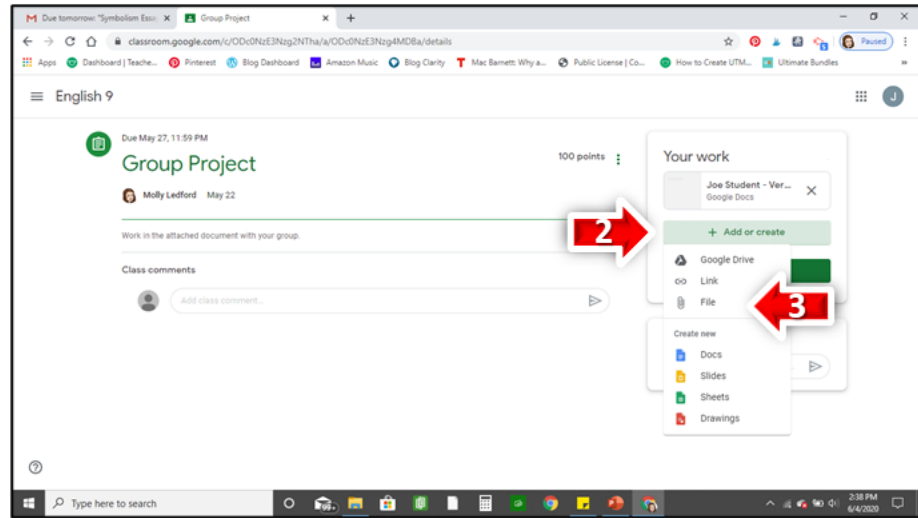 Due tomorrow: "Symbolism Essay
Group Project
classroom.google.com/c/ODc0NzE3Nzg2NTha/a/ODc0NzE3Nzg4MDBa/details
Paused
Apps
Dashboard | Teache...
Pinterest
Blog Dashboard
Amazon Music
Blog Clarity
Mac Barnett: Why a...
Public License | Co...
How to Create UTM...
Ultimate Bundles
English 9
J
Due May 27, 11:59 PM
Group Project
100 points
Molly Ledford May 22
Work in the attached document with your group.
Class comments
Add class comment...
Your work
Joe Student - Ver...
Google Docs
2
+ Add or create
Google Drive
Link
File
3
Create new
Docs
Slides
Sheets
Drawings
Type here to search
99+
2:38 PM
6/4/2020